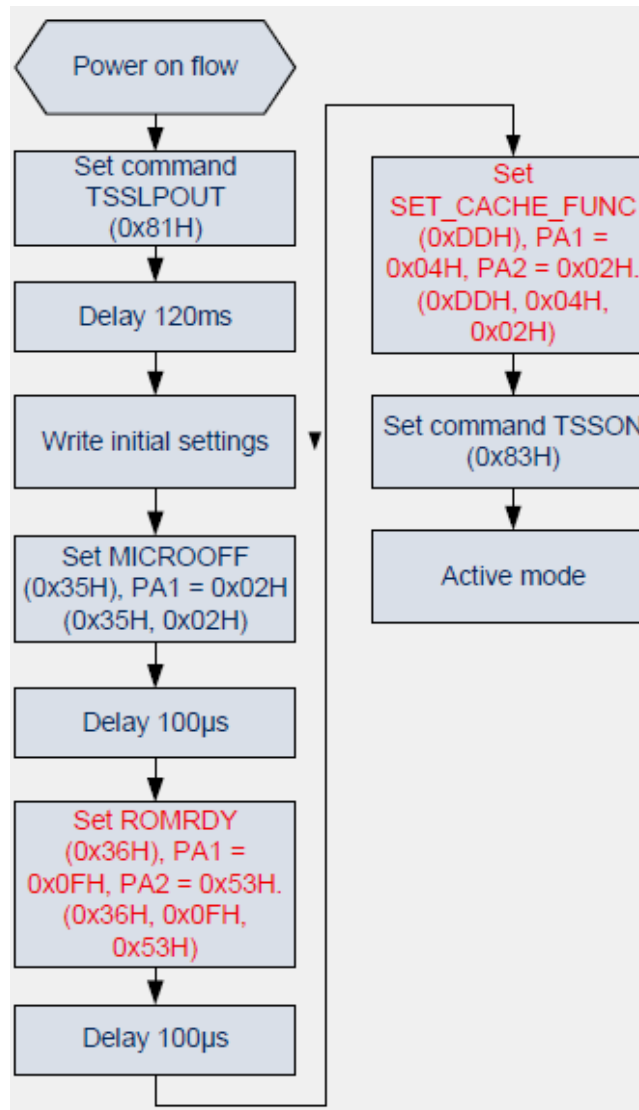 Power on flow
Set command
TSSLPOUT
(0x81H)
Delay 120ms
Write initial settings
Set MICROOFF
(0x35H), PA1 = 0x02H
(0x35H, 0x02H)
Delay 100µs
Set ROMRDY
(0x36H), PA1 =
0x0FH, PA2 = 0x53H.
(0x36H, 0x0FH,
0x53H)
Delay 100µs
Set
SET_CACHE_FUNC
(0xDDH), PA1 =
0x04H, PA2 = 0x02H.
(0xDDH, 0x04H,
0x02H)
Set command TSSON
(0x83H)
Active mode